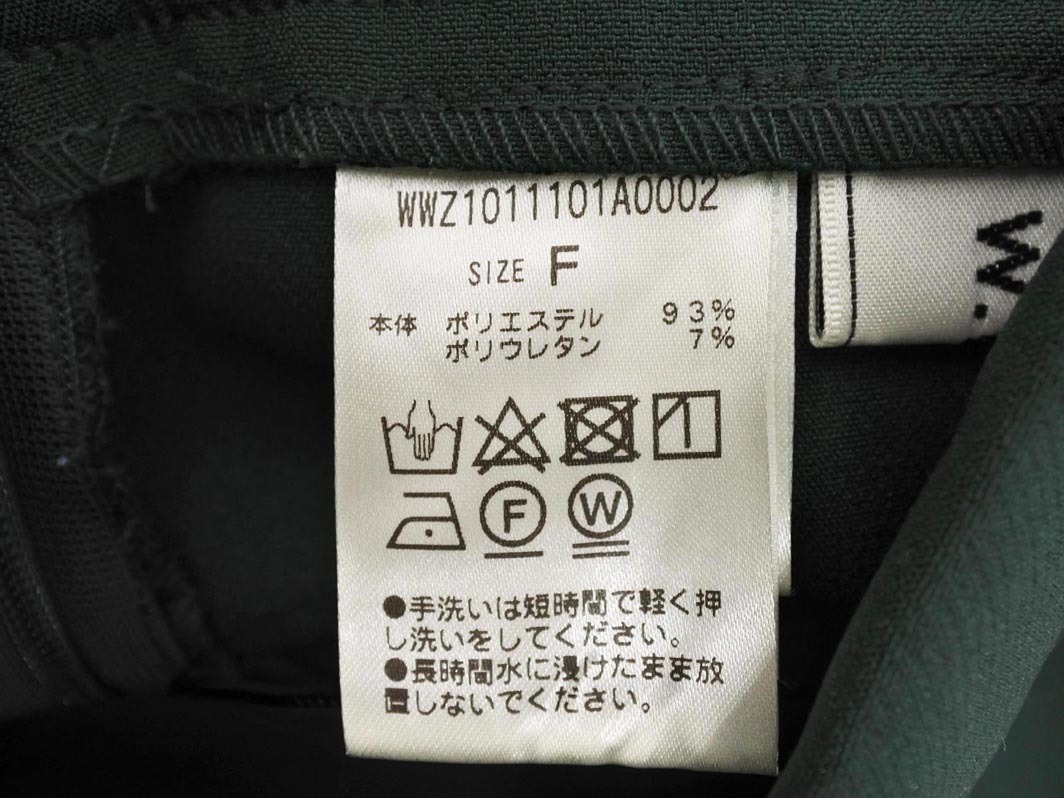 WWZ1011101A0002
SIZE F
本体 ポリエステル 93%
ポリウレタン 7%
F W
●手洗いは短時間で軽く押
し洗いをしてください。
●長時間水に浸けたまま放
置しないでください。
W.